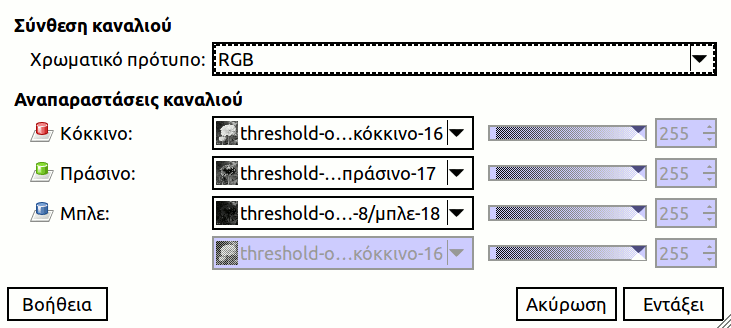 Σύνθεση καναλιού
Χρωματικό πρότυπο: RGB
Αναπαραστάσεις καναλιού
Κόκκινο: threshold-o…κόκκινο-16 255
Πράσινο: threshold-…πράσινο-17 255
Μπλε: threshold-o…-8/μπλε-18 255
threshold-o…κόκκινο-16 255
Βοήθεια Ακύρωση Εντάξει